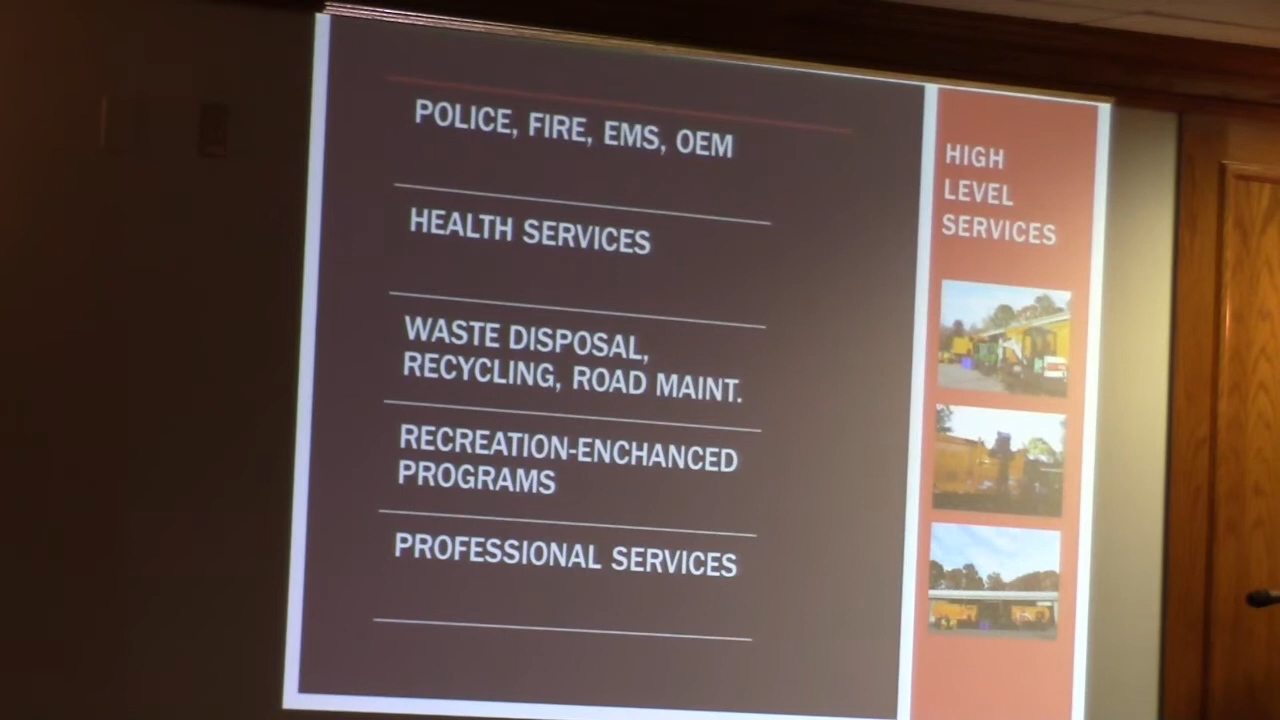 POLICE, FIRE, EMS, OEM
HEALTH SERVICES
WASTE DISPOSAL,
RECYCLING, ROAD MAINT.
RECREATION-ENCHANCED
PROGRAMS
PROFESSIONAL SERVICES
HIGH
LEVEL
SERVICES